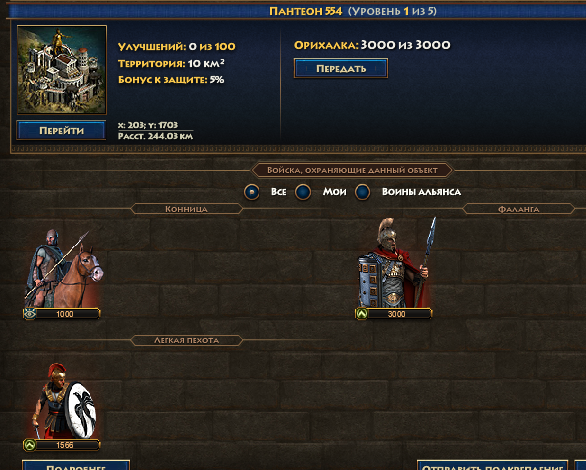 Пантеон 554 (Уровень 1 из 5)
Улучшений: 0 из 100
Территория: 10 км²
Бонус к защите: 5%
Орихалка: 3000 из 3000
Передать
Перейти
X: 203; Y: 1703
Расст. 244.03 км
Войска, охраняющие данный объект
Все Мои Воины альянса
Конница Фаланга
1000 3000
Легкая пехота
1566
Подробнее Отправить подкрепление